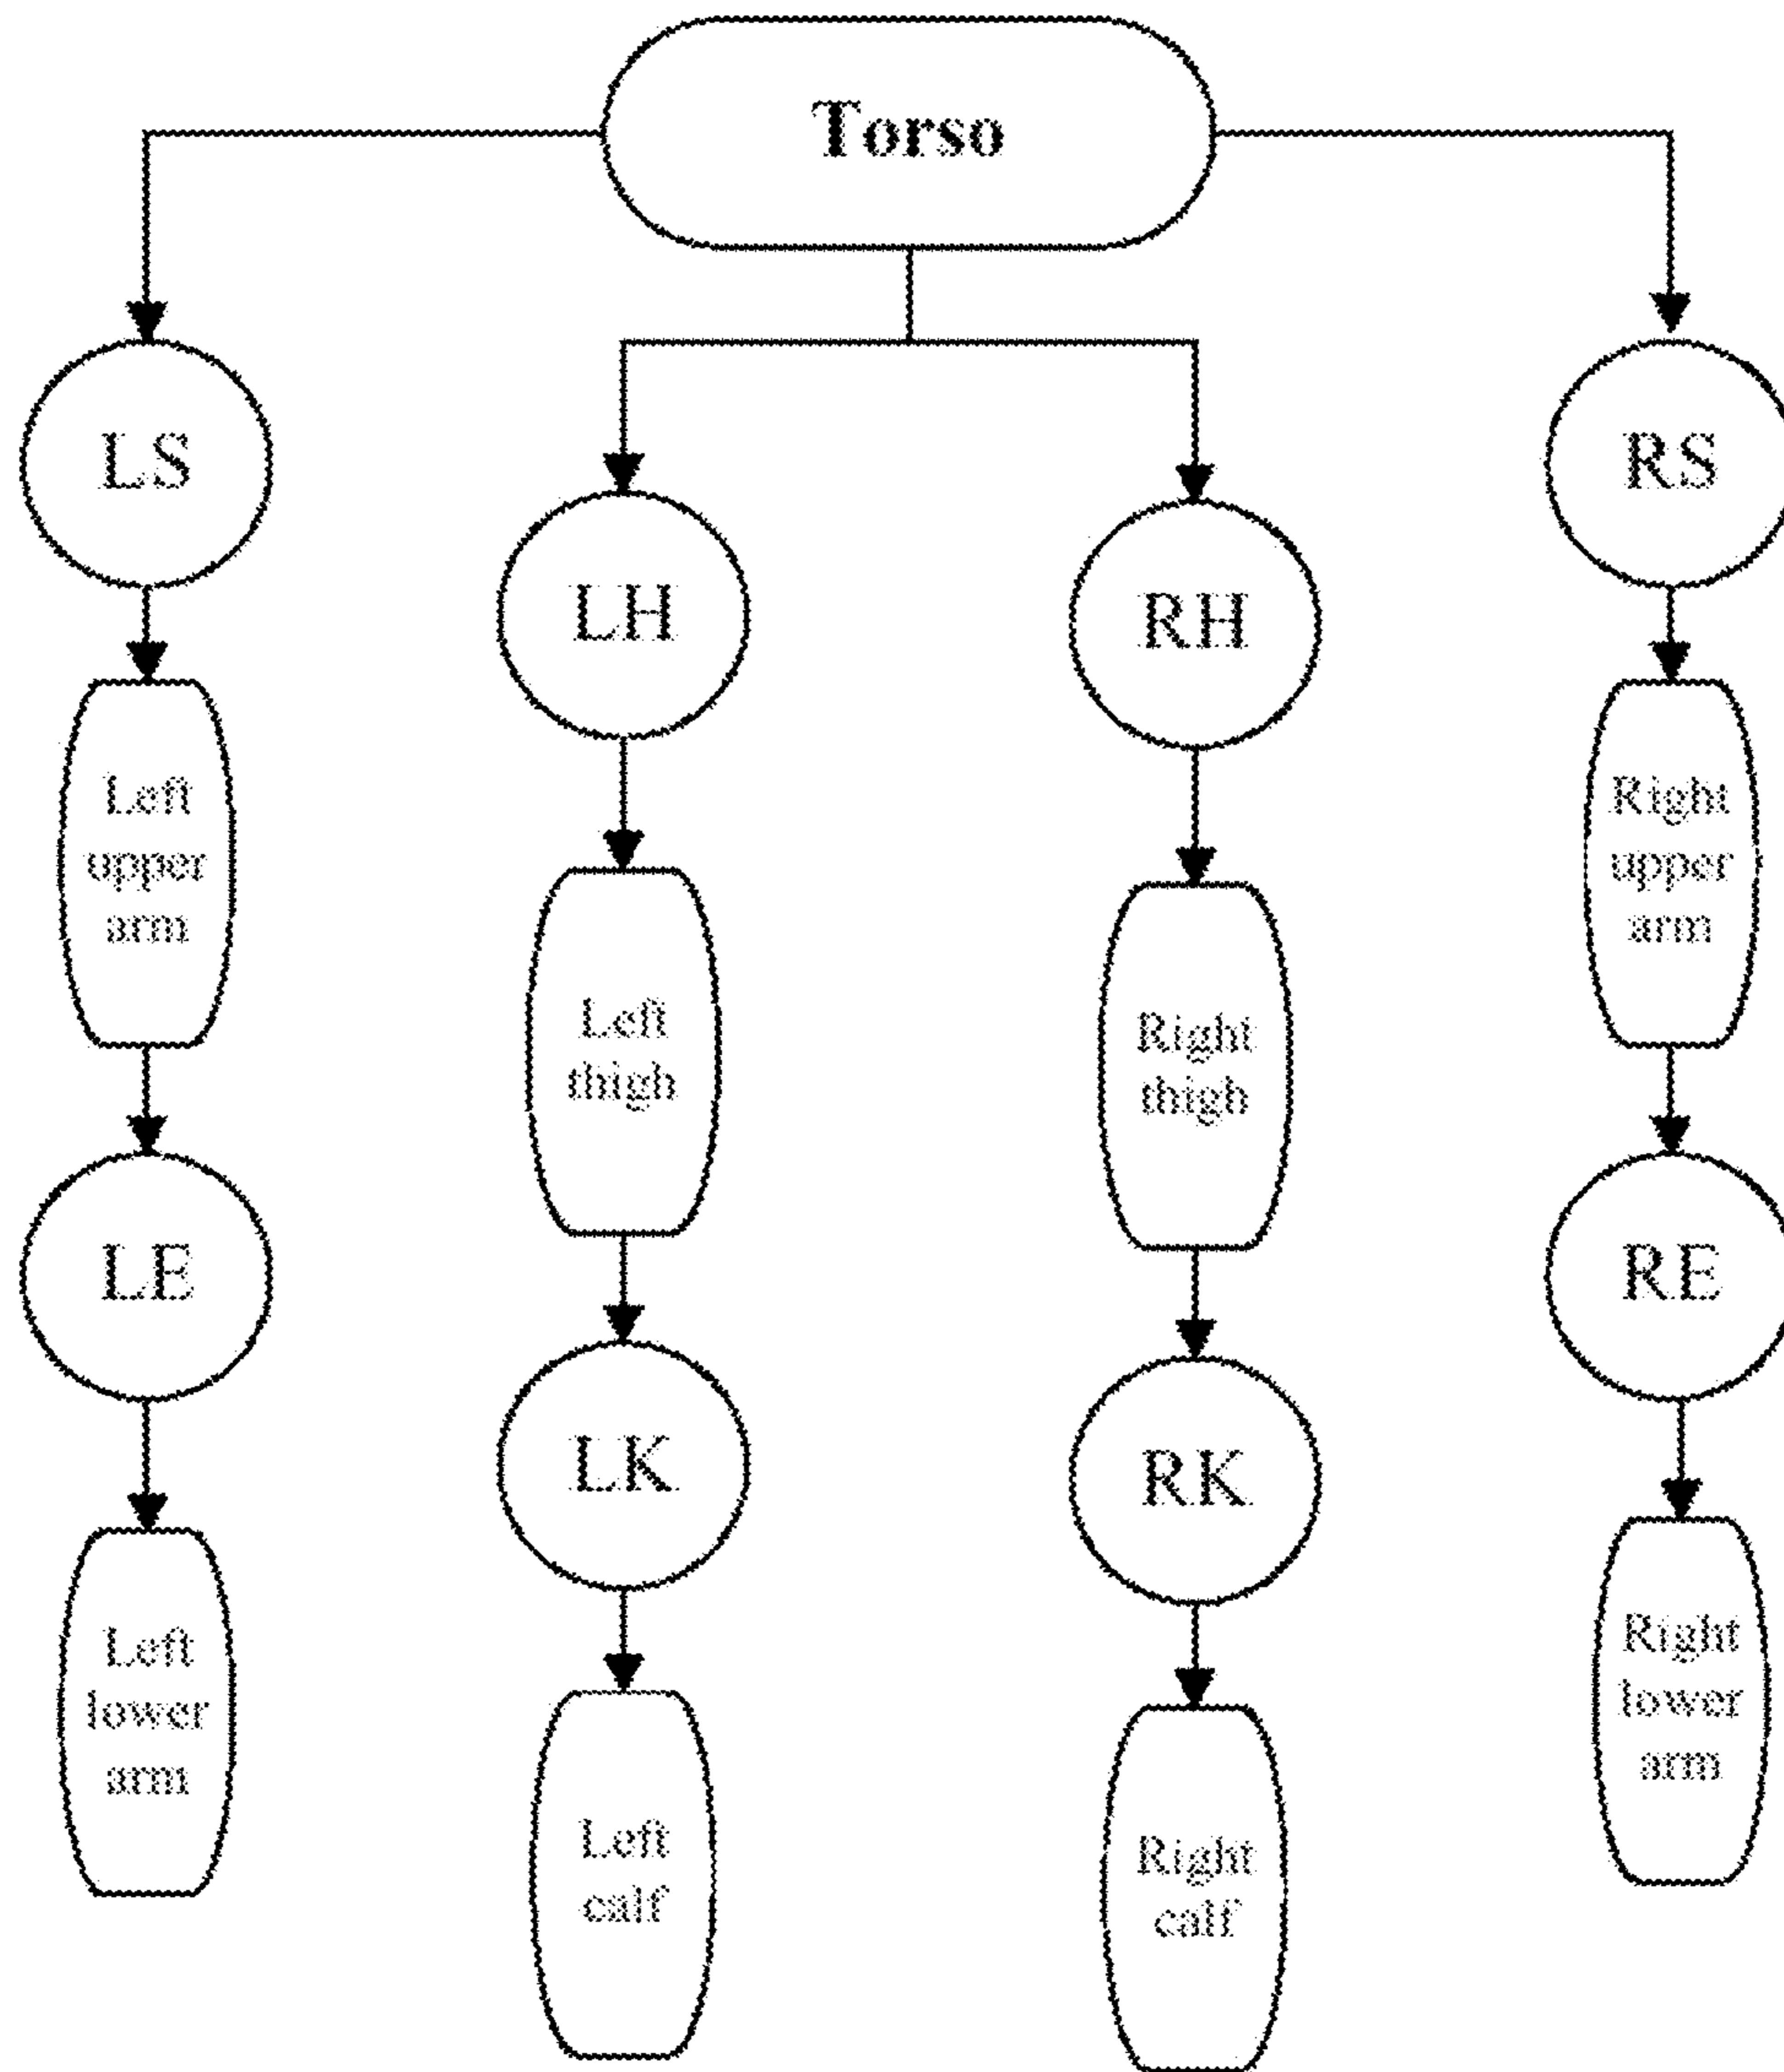 Torso
LS
RS
LH
RH
Left
upper
arm
Right
upper
arm
Left
thigh
Right
thigh
LE
RE
LK
RK
Left
lower
arm
Right
lower
arm
Left
calf
Right
calf